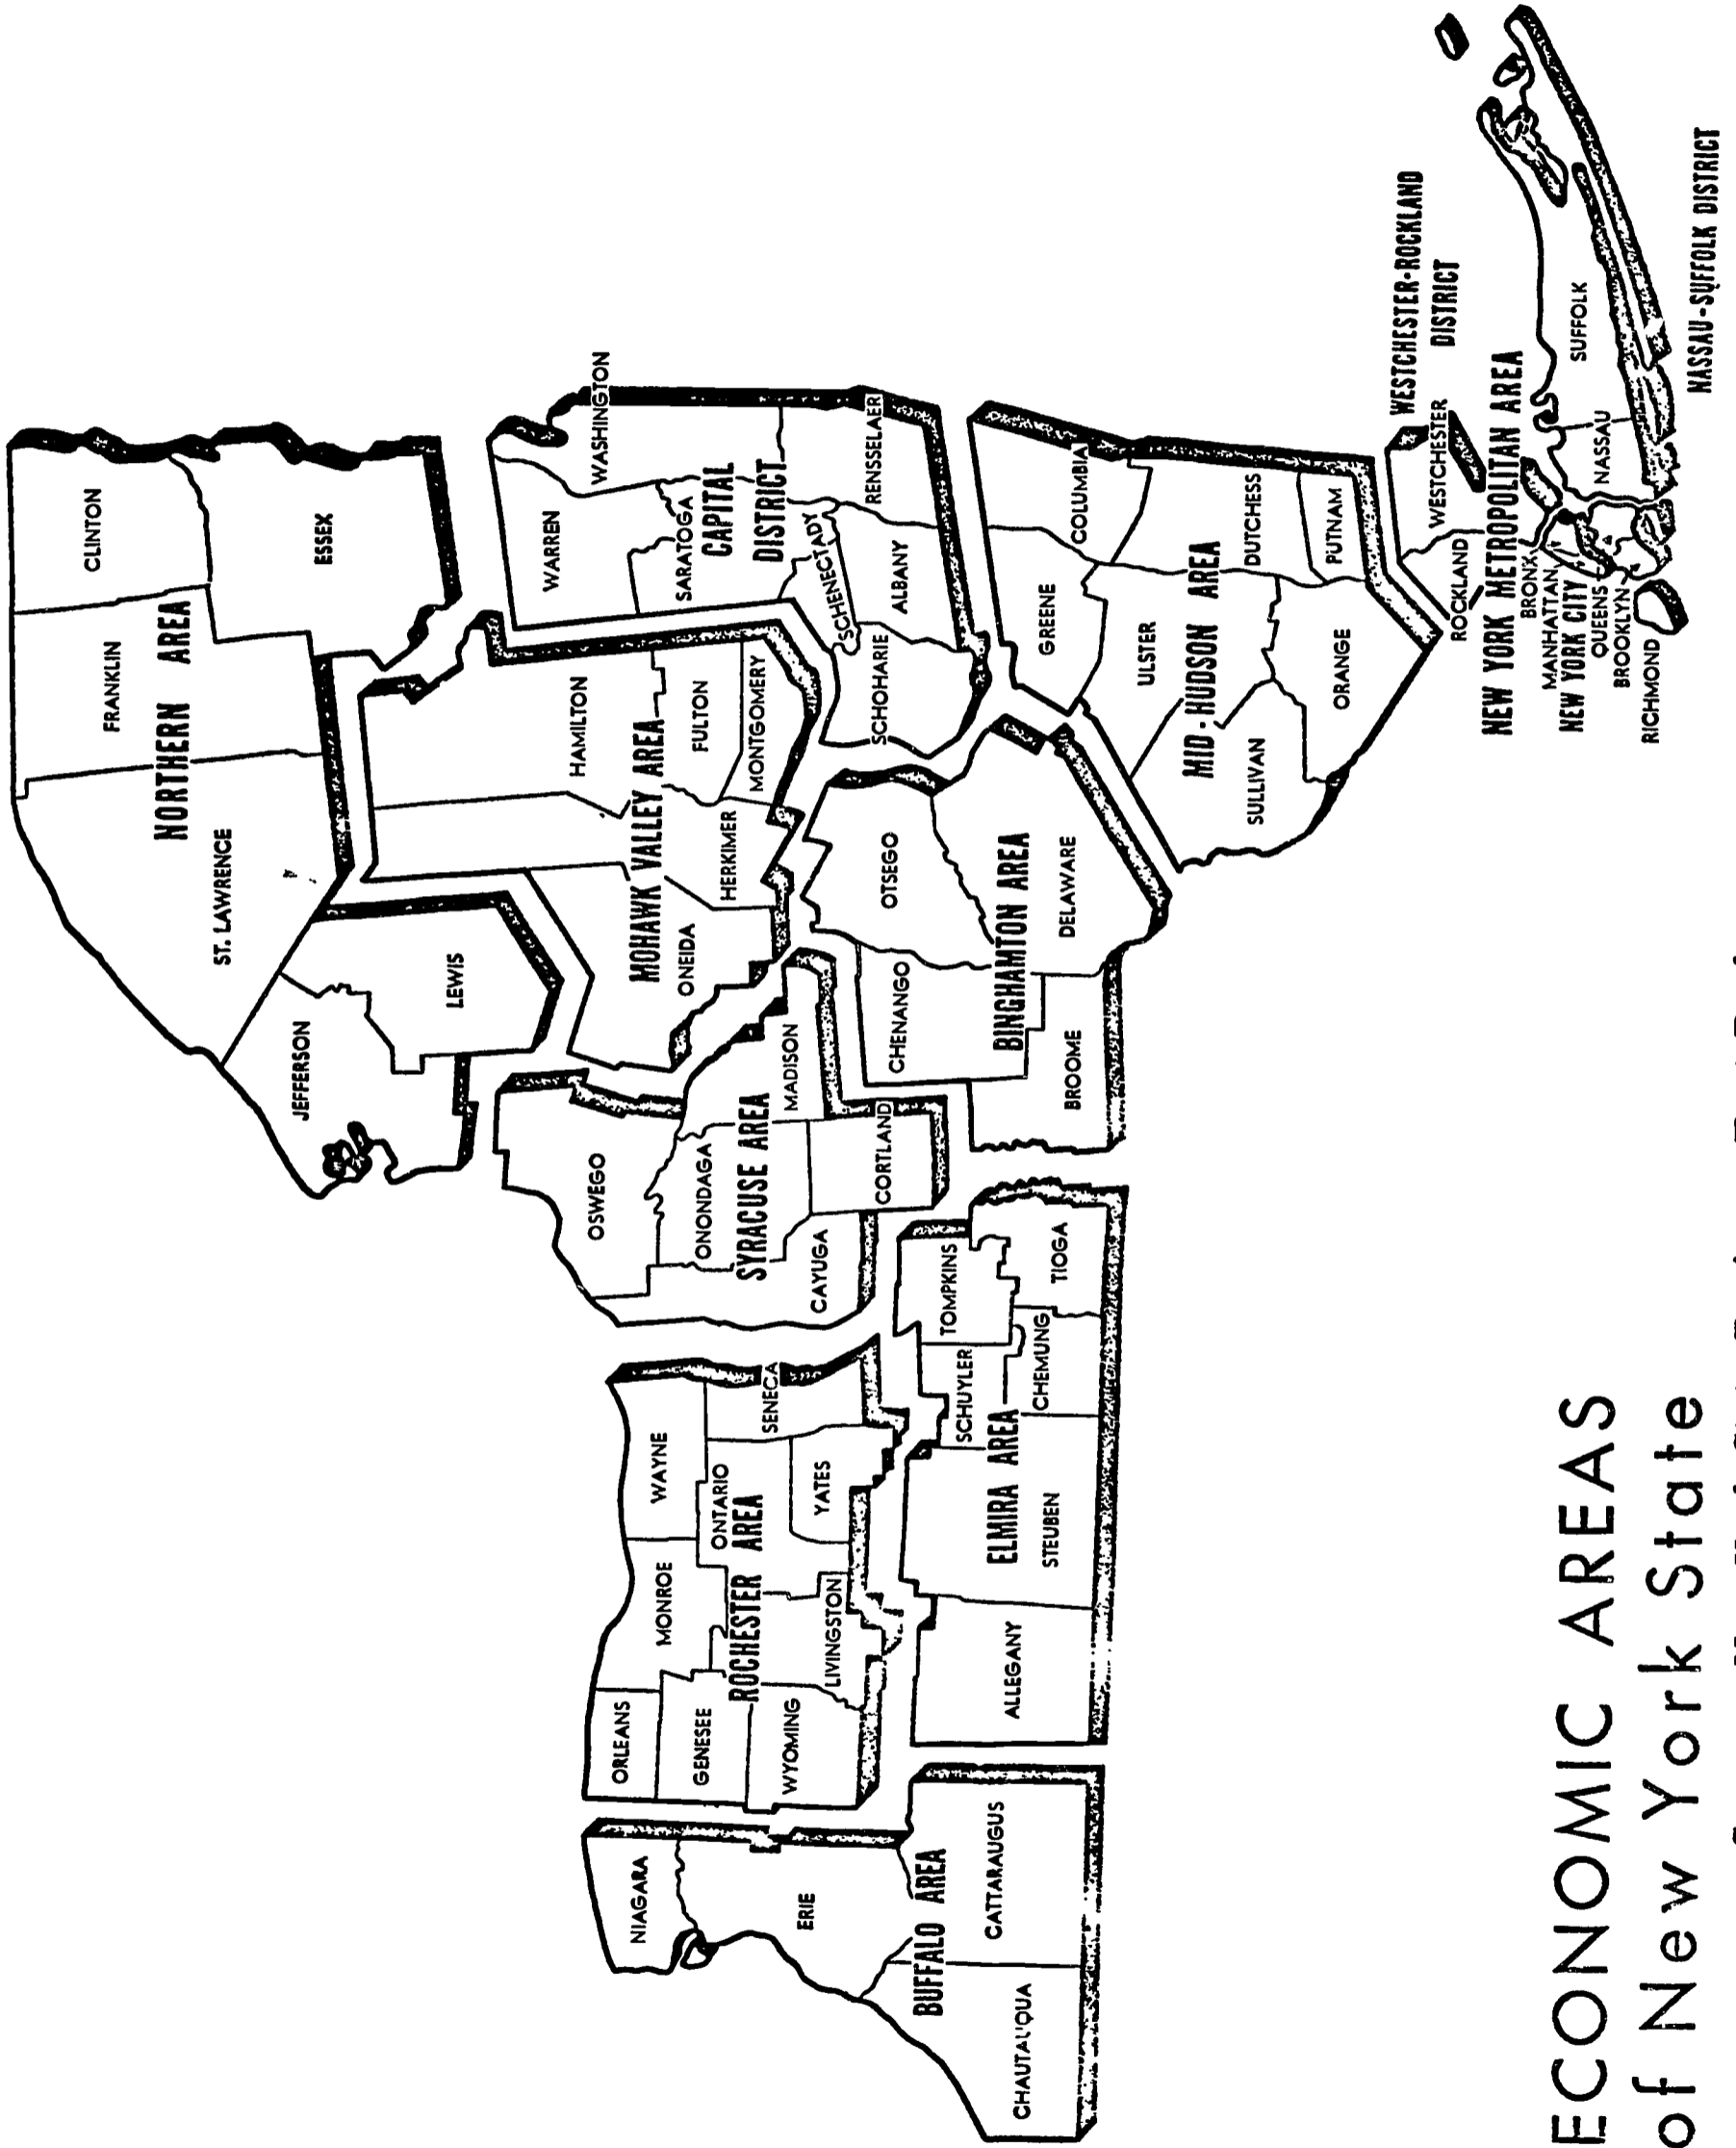 CLINTON
FRANKLIN
NORTHERN AREA
ESSEX
ST. LAWRENCE
JEFFERSON
LEWIS
HAMILTON
FULTON
MONTGOMERY
MOHAWK VALLEY AREA
HERKIMER
ONEIDA
WARREN
WASHINGTON
SARATOGA
CAPITAL
DISTRICT
SCHENECTADY
RENSSELAER
ALBANY
SCHOHARIE
OSWEGO
ONONDAGA
MADISON
SYRACUSE AREA
CAYUGA
CORTLAND
OTSEGO
CHENANGO
BINGHAMTON AREA
DELAWARE
BROOME
WAYNE
SENECA
ONTARIO
YATES
MONROE
ROCHESTER AREA
LIVINGSTON
ORLEANS
GENESEE
WYOMING
TOMPKINS
TIOGA
SCHUYLER
CHEMUNG
ELMIRA AREA
STEUBEN
ALLEGANY
NIAGARA
ERIE
BUFFALO AREA
CATTARAUGUS
CHAUTAUQUA
COLUMBIA
GREENE
ULSTER
DUTCHESS
MID-HUDSON AREA
PUTNAM
ORANGE
SULLIVAN
WESTCHESTER-ROCKLAND
DISTRICT
WESTCHESTER
ROCKLAND
NEW YORK METROPOLITAN AREA
BRONX
MANHATTAN
NEW YORK CITY
QUEENS
BROOKLYN
RICHMOND
SUFFOLK
NASSAU
NASSAU-SUFFOLK DISTRICT
ECONOMIC AREAS
of New York State